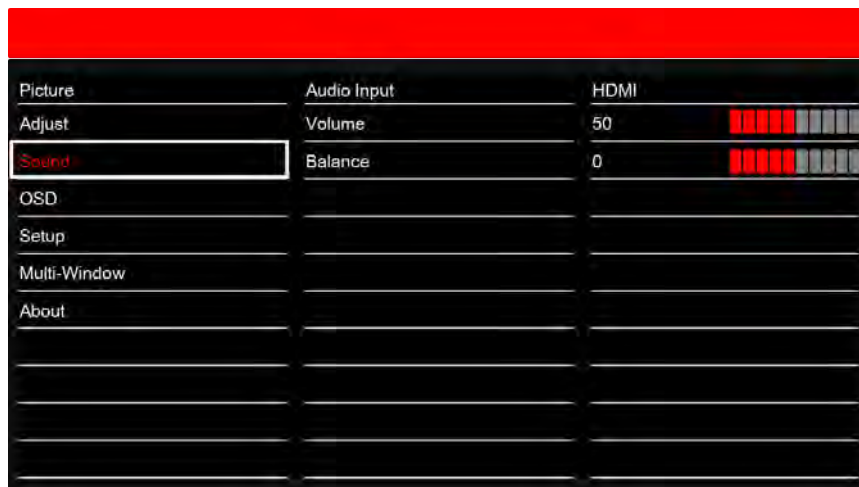 Picture Audio Input HDMI
Adjust Volume 50
Sound Balance 0
OSD
Setup
Multi-Window
About